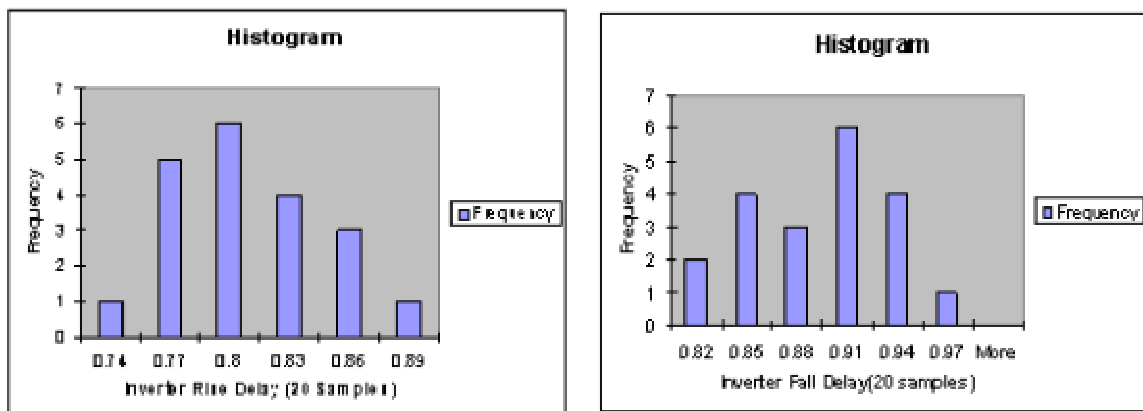 Histogram
7
6
5
4
3
2
1
0
Frequency
0.74 0.77 0.8 0.83 0.86 0.89
Inverter Rise Delay (20 Samples)
Frequency
Histogram
7
6
5
4
3
2
1
0
Frequency
0.82 0.85 0.88 0.91 0.94 0.97 More
Inverter Fall Delay(20 samples)
Frequency